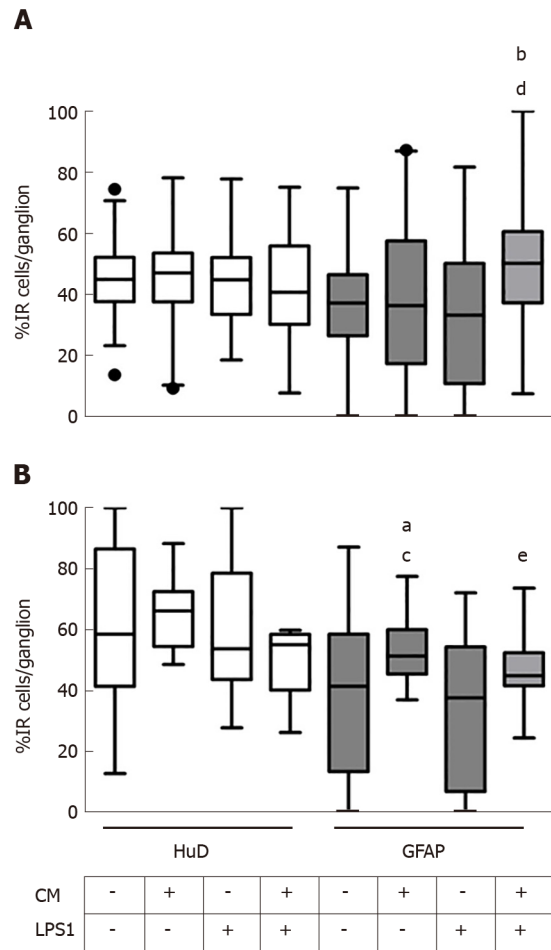 A
b
d
100
80
60
40
20
0
%IR cells/ganglion
B
100
80
60
40
20
0
%IR cells/ganglion
a
c
e
HuD GFAP
CM - + - + - + - +
LPS1 - - + + - - + +